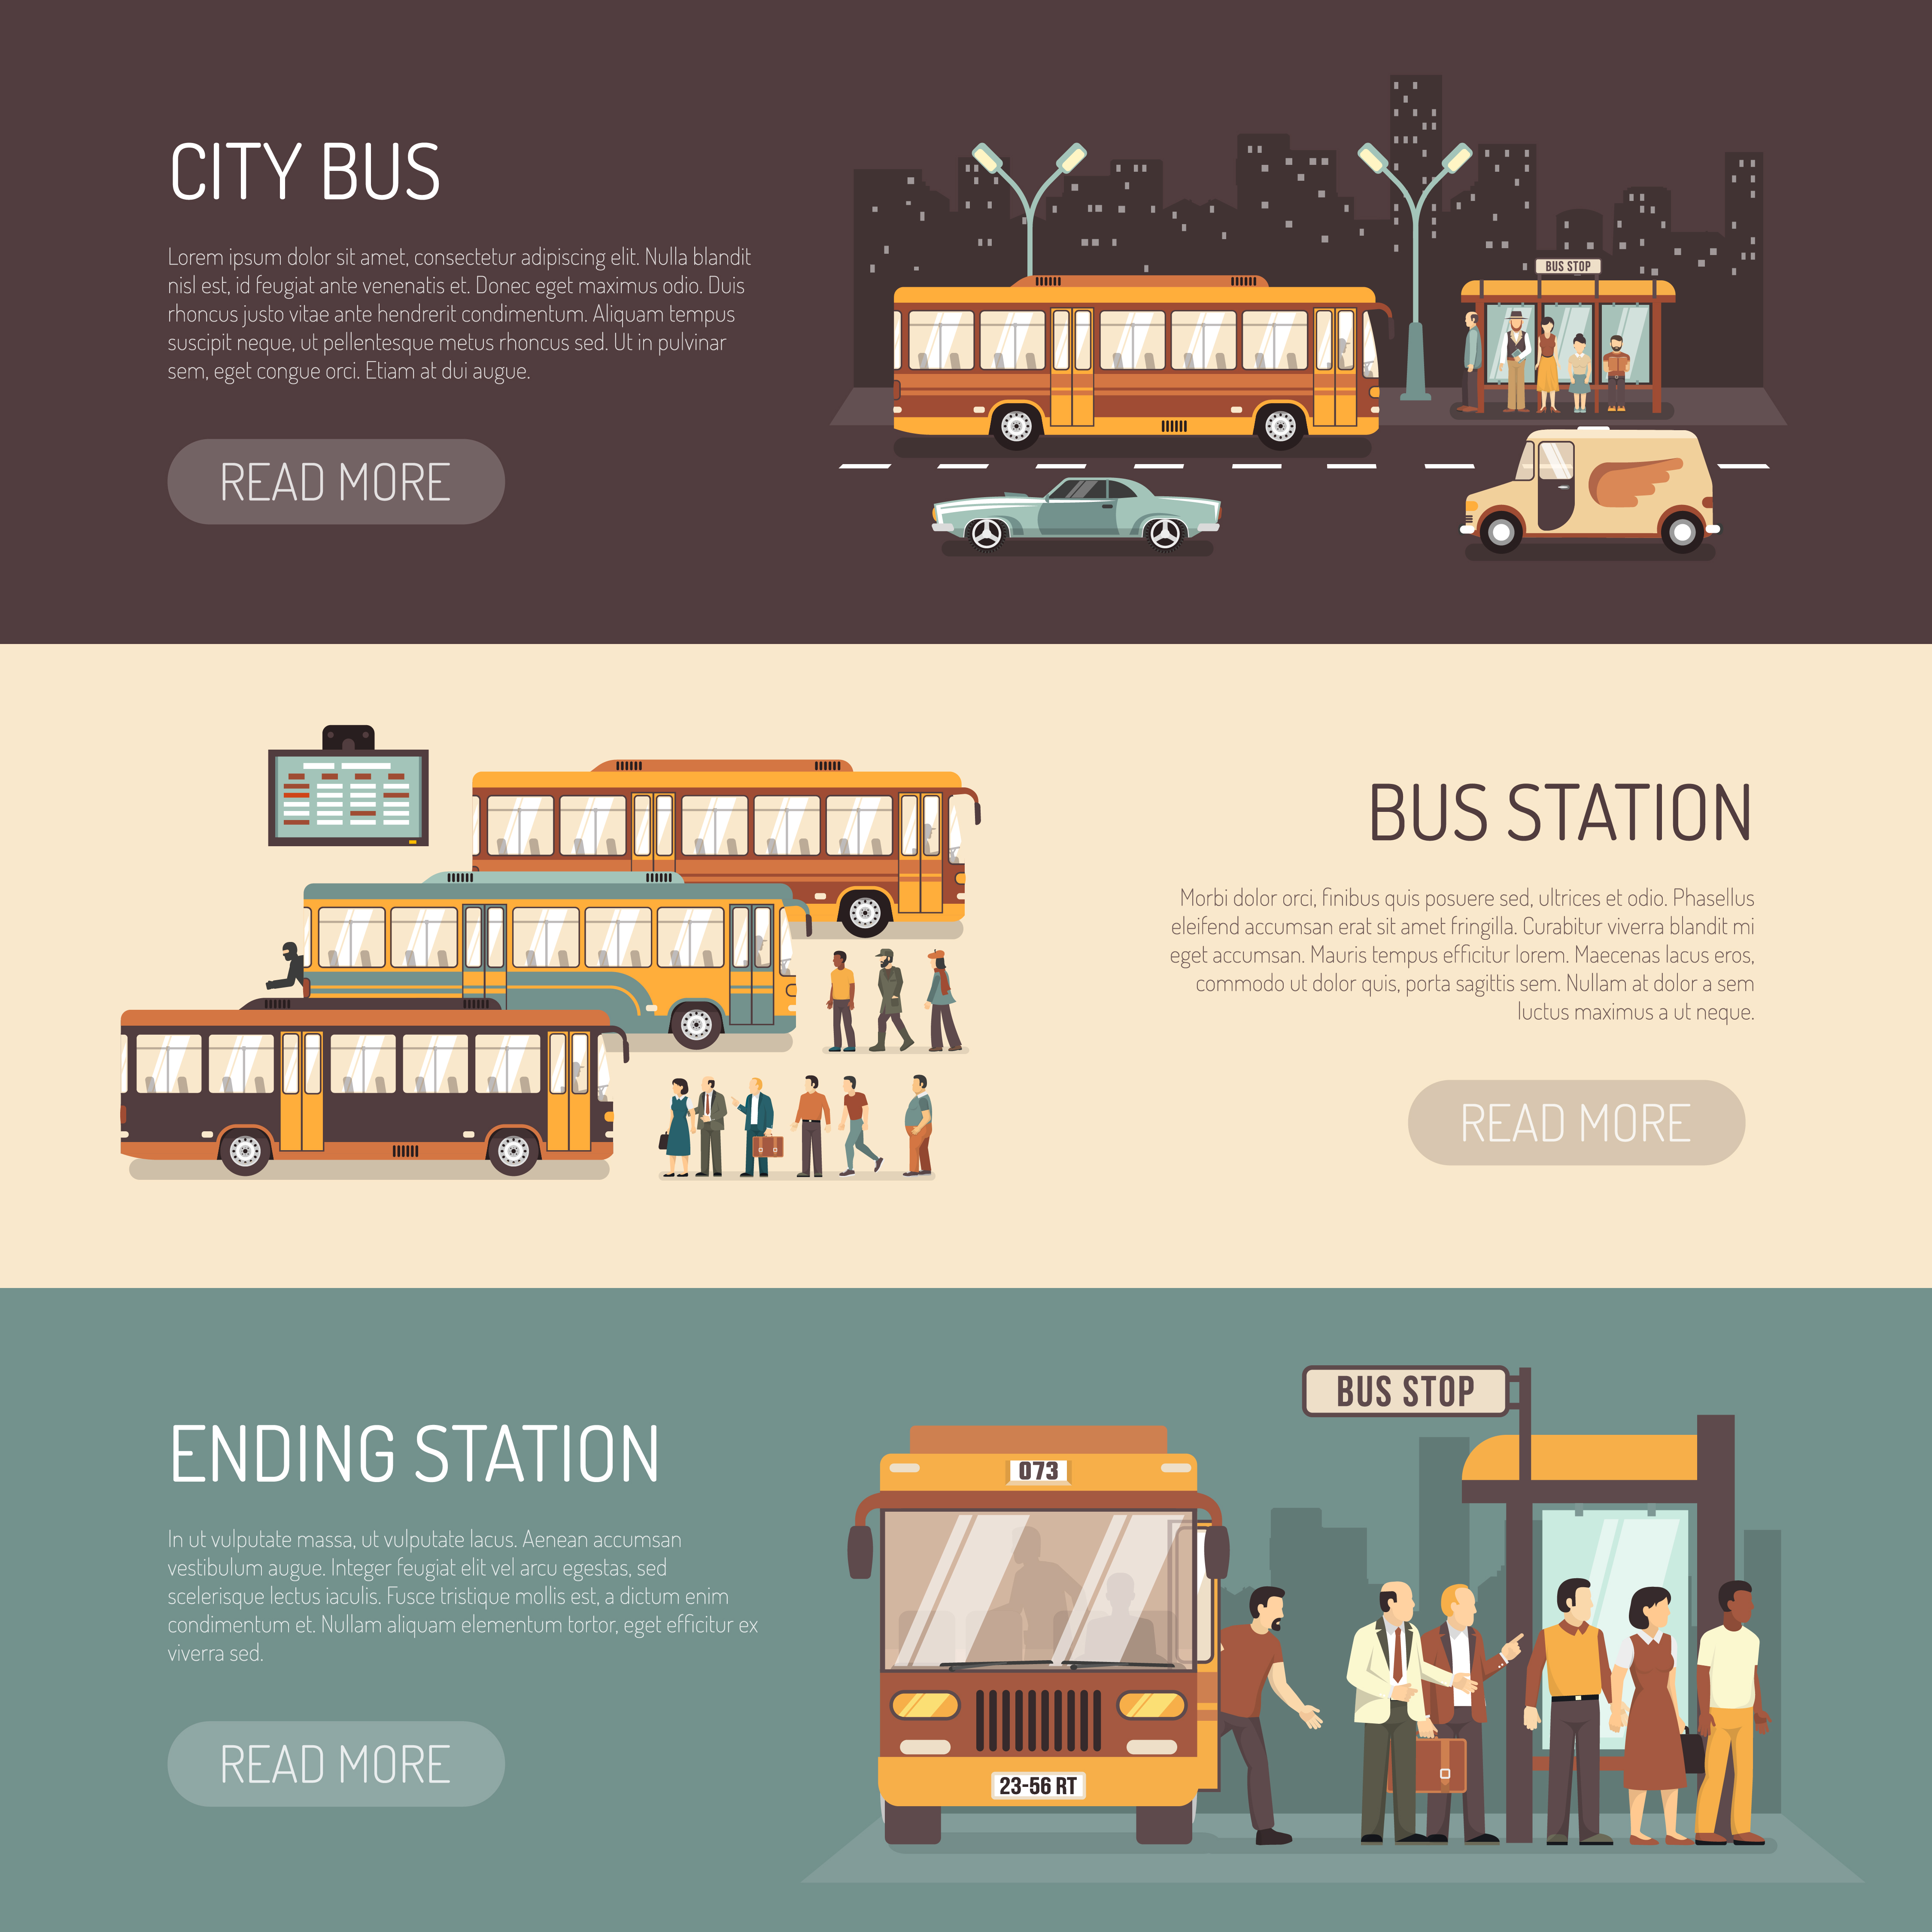 CITY BUS
Lorem ipsum dolor sit amet, consectetur adipiscing elit. Nulla blandit
nisl est, id feugiat ante venenatis et. Donec eget maximus odio. Duis
rhoncus justo vitae ante hendrerit condimentum. Aliquam tempus
suscipit neque, ut pellentesque metus rhoncus sed. Ut in pulvinar
sem, eget congue orci. Etiam at dui augue.
READ MORE
BUS STOP
BUS STATION
Morbi dolor orci, finibus quis posuere sed, ultrices et odio. Phasellus
eleifend accumsan erat sit amet fringilla. Curabitur viverra blandit mi
eget accumsan. Mauris tempus efficitur lorem. Maecenas lacus eros,
commodo ut dolor quis, porta sagittis sem. Nullam at dolor a sem
luctus maximus a ut neque.
READ MORE
ENDING STATION
In ut vulputate massa, ut vulputate lacus. Aenean accumsan
vestibulum augue. Integer feugiat elit vel arcu egestas, sed
scelerisque lectus iaculis. Fusce tristique mollis est, a dictum enim
condimentum et. Nullam aliquam elementum tortor, eget efficitur ex
viverra sed.
READ MORE
BUS STOP
073
23-56 RT